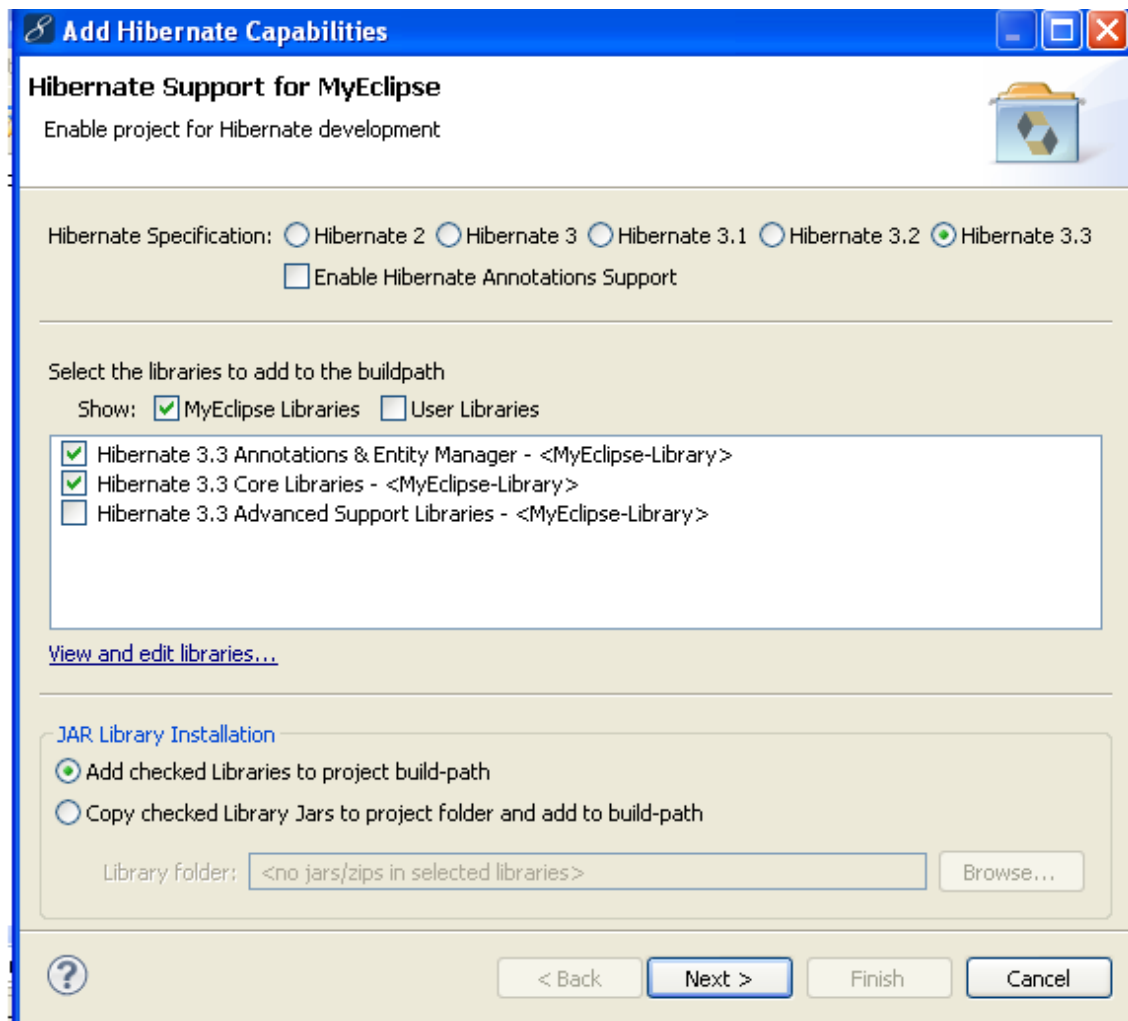 Add Hibernate Capabilities
Hibernate Support for MyEclipse
Enable project for Hibernate development
Hibernate Specification: Hibernate 2 Hibernate 3 Hibernate 3.1 Hibernate 3.2 Hibernate 3.3
Enable Hibernate Annotations Support
Select the libraries to add to the buildpath
Show: MyEclipse Libraries User Libraries
Hibernate 3.3 Annotations & Entity Manager - <MyEclipse-Library>
Hibernate 3.3 Core Libraries - <MyEclipse-Library>
Hibernate 3.3 Advanced Support Libraries - <MyEclipse-Library>
View and edit libraries...
JAR Library Installation
Add checked Libraries to project build-path
Copy checked Library Jars to project folder and add to build-path
Library folder: <no jars/zips in selected libraries> Browse...
? < Back Next > Finish Cancel